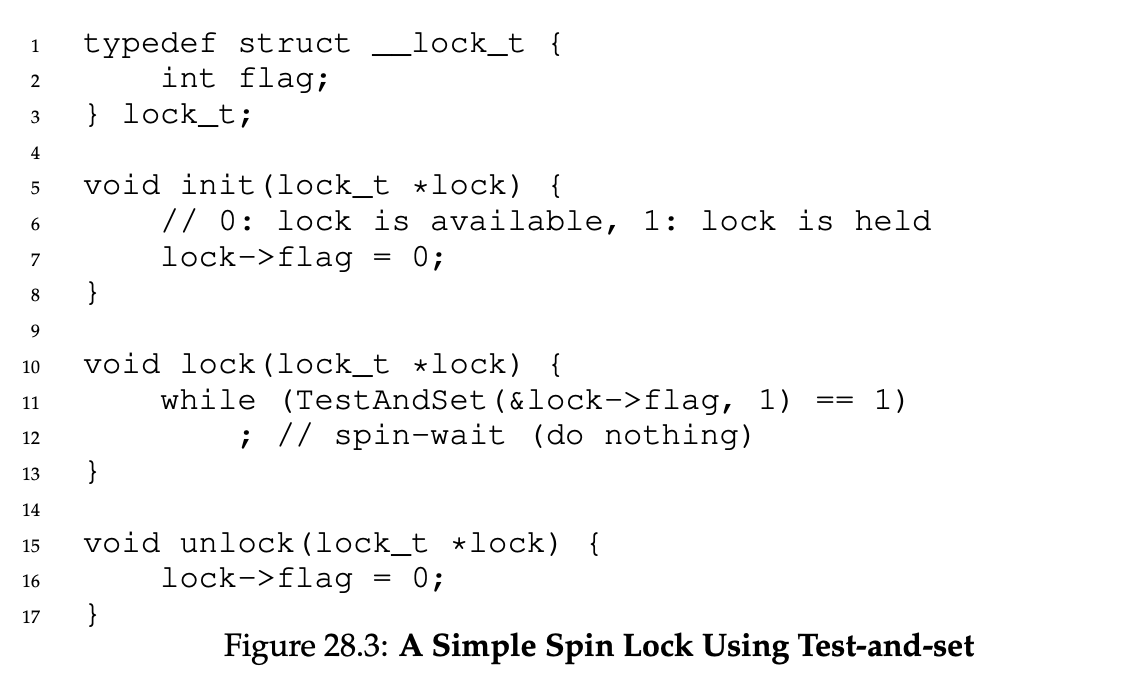 1 typedef struct __lock_t {
2     int flag;
3 } lock_t;
4
5 void init(lock_t *lock) {
6     // 0: lock is available, 1: lock is held
7     lock->flag = 0;
8 }
9
10 void lock(lock_t *lock) {
11     while (TestAndSet(&lock->flag, 1) == 1)
12         ; // spin-wait (do nothing)
13 }
14
15 void unlock(lock_t *lock) {
16     lock->flag = 0;
17 }
Figure 28.3: A Simple Spin Lock Using Test-and-set